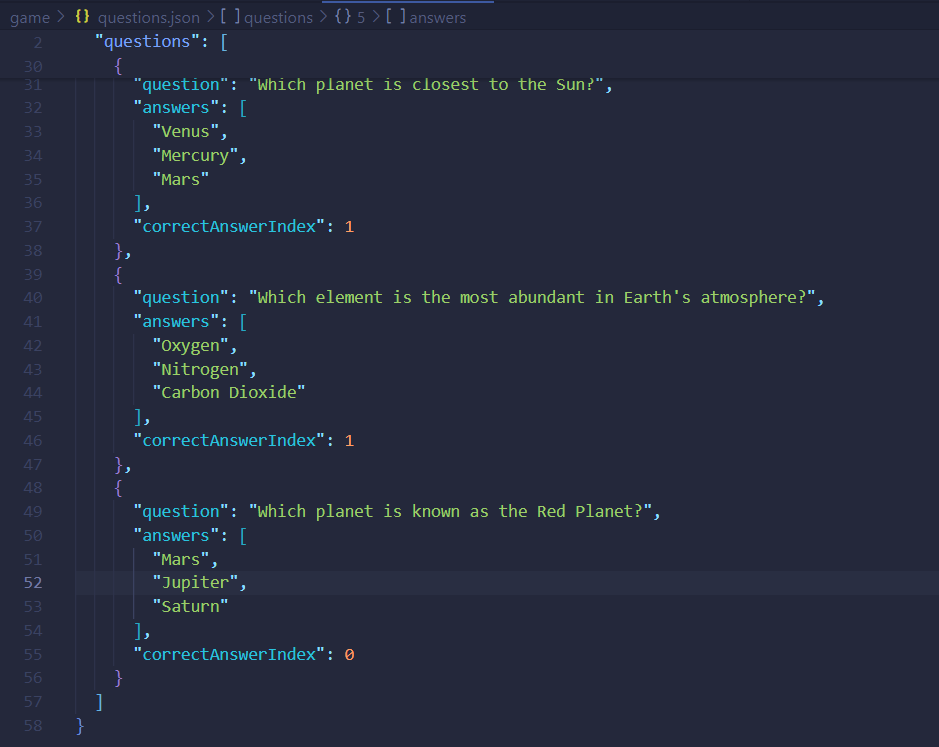 game > {} questions.json > [ ] questions > {} 5 > [ ] answers
2 "questions": [
30 {
31 "question": "Which planet is closest to the Sun?",
32 "answers": [
33 "Venus",
34 "Mercury",
35 "Mars"
36 ],
37 "correctAnswerIndex": 1
38 },
39 {
40 "question": "Which element is the most abundant in Earth's atmosphere?",
41 "answers": [
42 "Oxygen",
43 "Nitrogen",
44 "Carbon Dioxide"
45 ],
46 "correctAnswerIndex": 1
47 },
48 {
49 "question": "Which planet is known as the Red Planet?",
50 "answers": [
51 "Mars",
52 "Jupiter",
53 "Saturn"
54 ],
55 "correctAnswerIndex": 0
56 }
57 ]
58 }